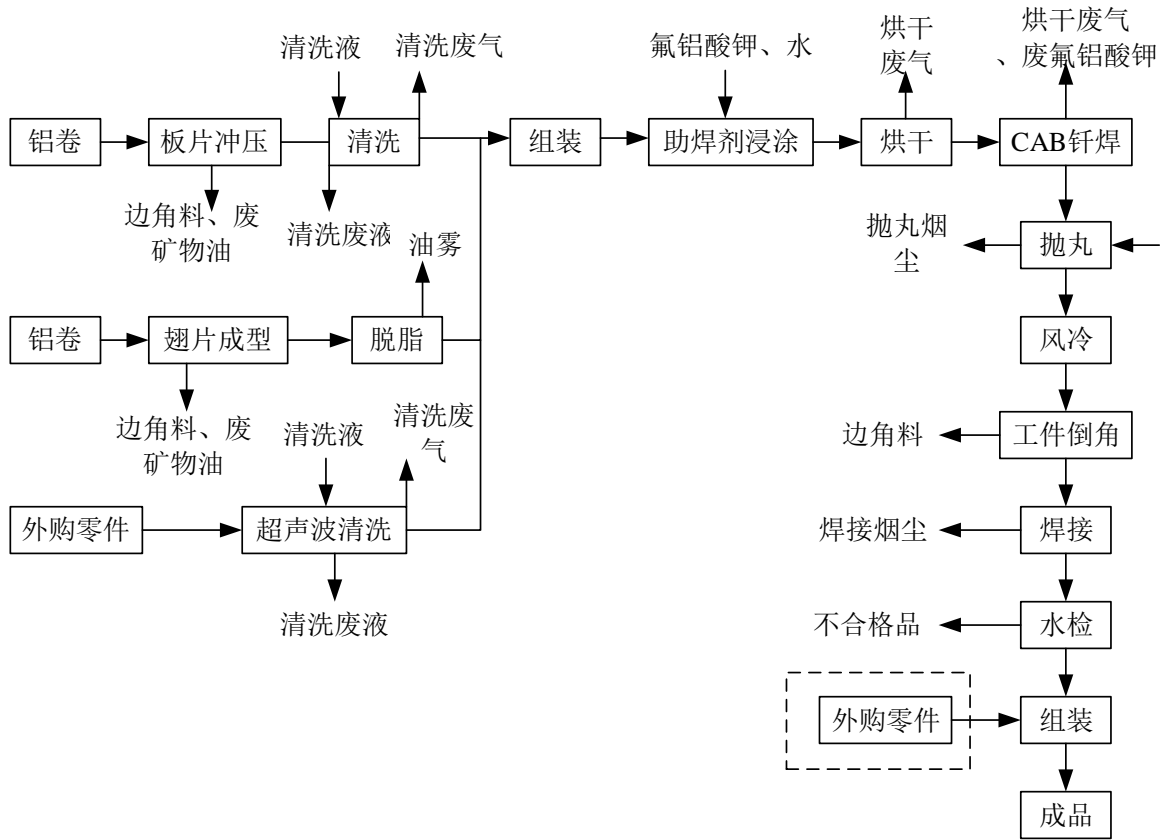 清洗液
清洗废气
氟铝酸钾、水
烘干
废气
烘干废气
、废氟铝酸钾
铝卷
板片冲压
清洗
组装
助焊剂浸涂
烘干
CAB钎焊
边角料、废
矿物油
清洗废液
油雾
抛丸烟
尘
抛丸
铝卷
翅片成型
脱脂
风冷
边角料、废
矿物油
清洗液
清洗废
气
边角料
工件倒角
外购零件
超声波清洗
焊接烟尘
焊接
清洗废液
不合格品
水检
外购零件
组装
成品